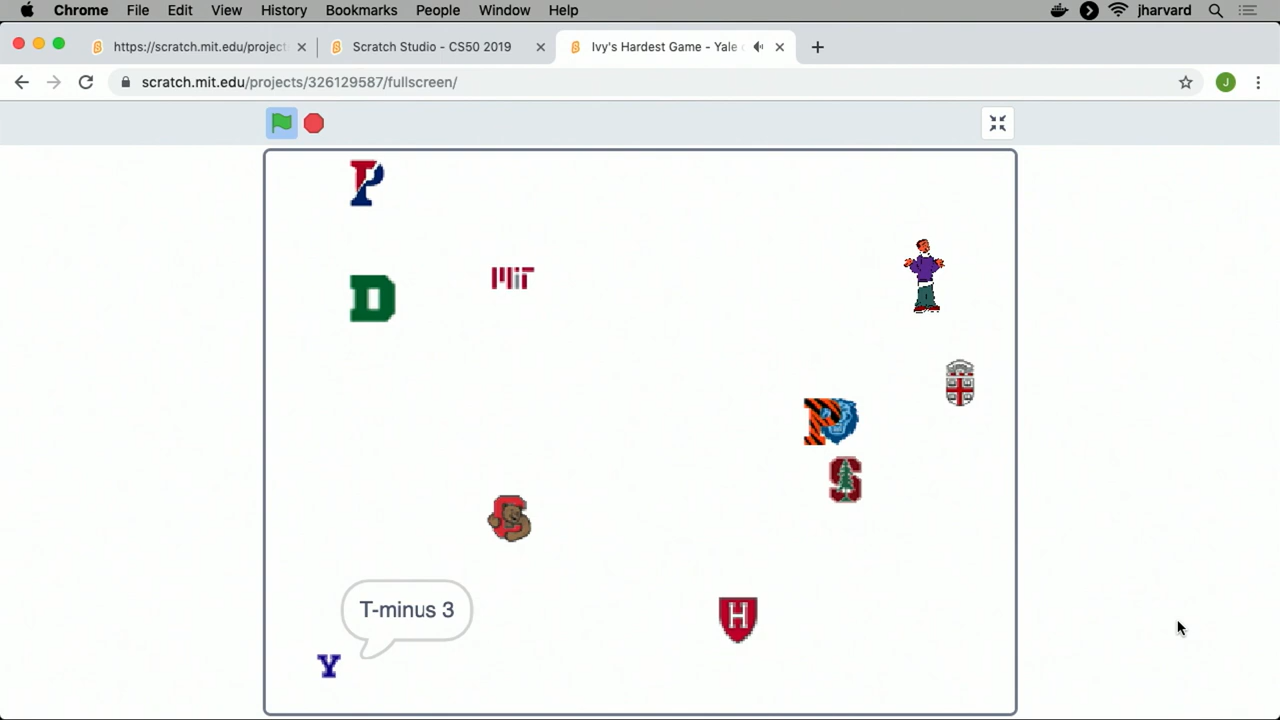 Chrome File Edit View History Bookmarks People Window Help jharvard
https://scratch.mit.edu/project Scratch Studio - CS50 2019 Ivy's Hardest Game - Yale
scratch.mit.edu/projects/326129587/fullscreen/ J
P
D MiT
P
S
C
T-minus 3
H
Y